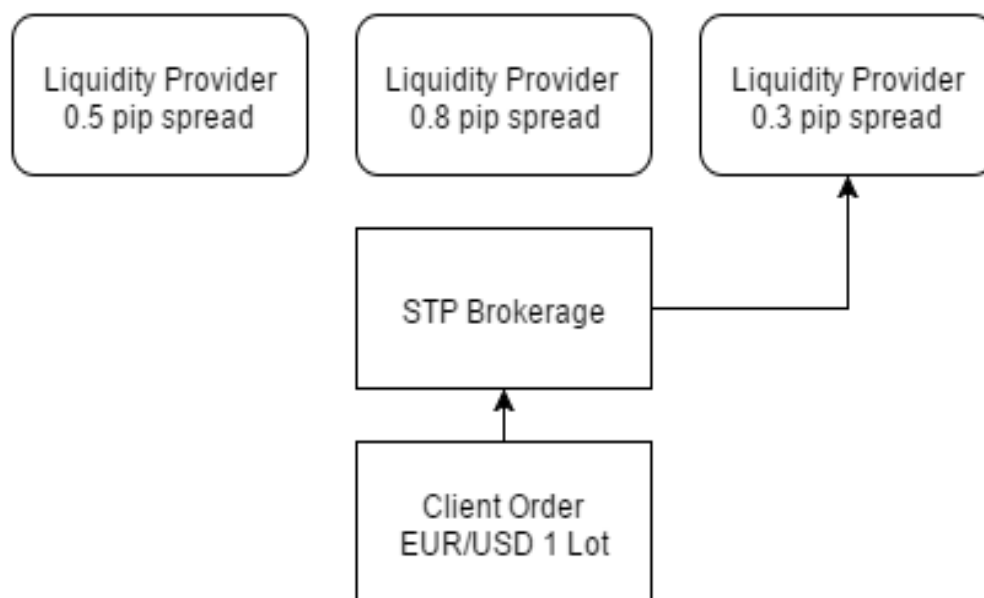 Liquidity Provider
0.5 pip spread
Liquidity Provider
0.8 pip spread
Liquidity Provider
0.3 pip spread
STP Brokerage
Client Order
EUR/USD 1 Lot